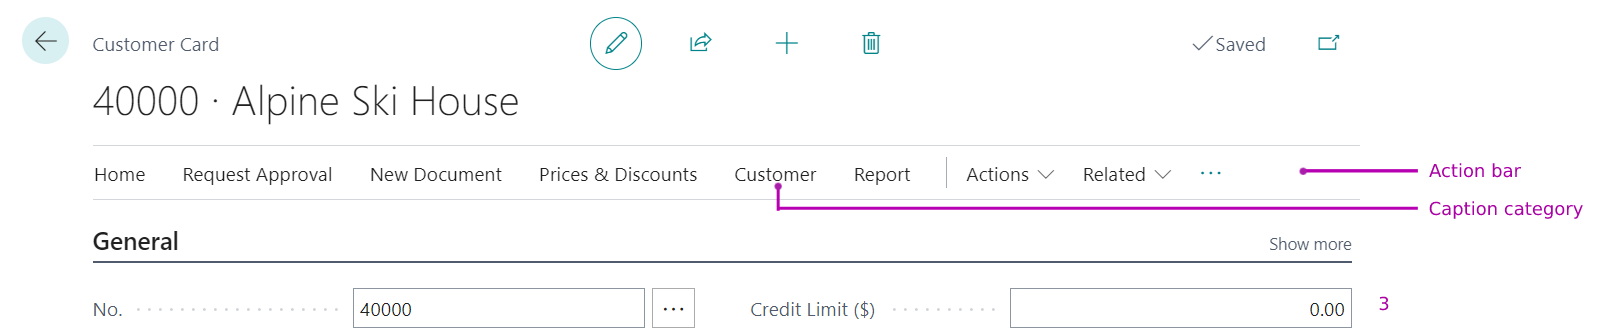 Customer Card
Saved
40000 · Alpine Ski House
Home Request Approval New Document Prices & Discounts Customer Report Actions Related ··· Action bar
Caption category
General Show more
No. 40000 ··· Credit Limit ($) 0.00 3